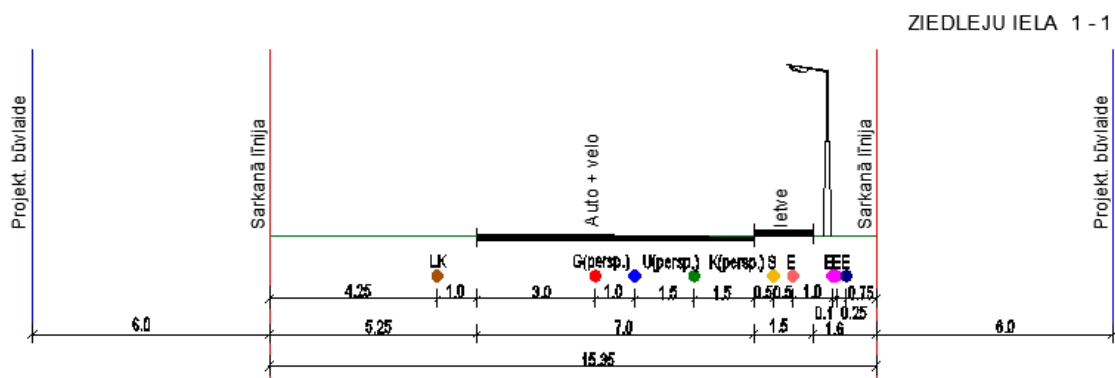 ZIEDLEJU IELA 1 - 1
Projekt. būvlaide
Sarkanā līnija
Auto + velo
Ietve
Sarkanā līnija
Projekt. būvlaide
LK G(persp.) U(persp.) K(persp.) S E EEE
4.25 1.0 3.0 1.0 1.5 1.5 0.5 0.5 1.0 0.75
0.1 0.25
6.0 5.25 7.0 1.5 1.6 6.0
15.35